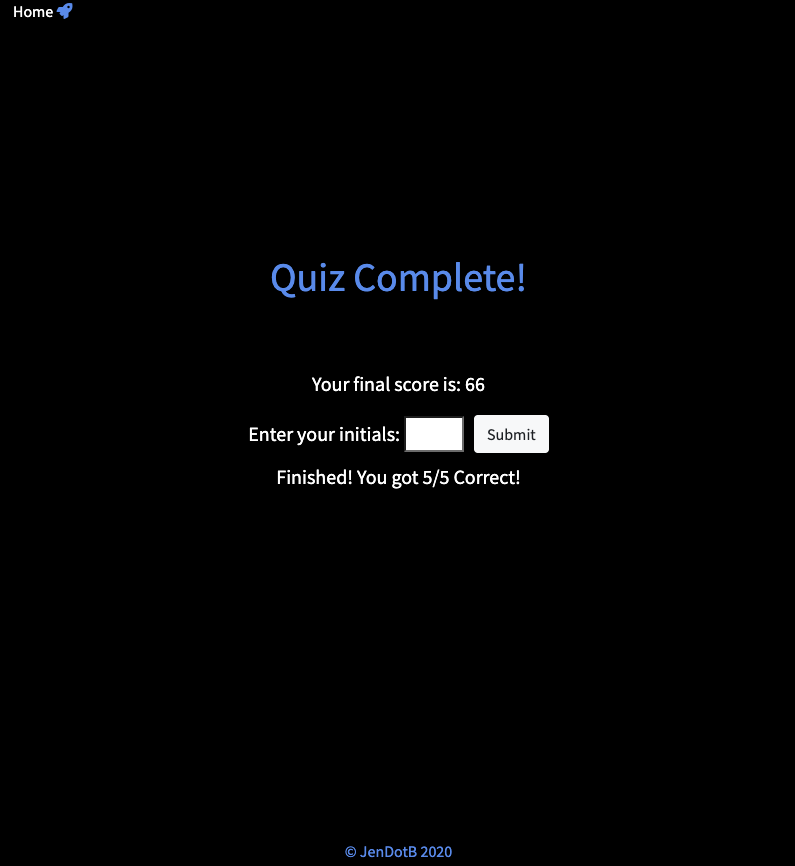 Home
Quiz Complete!
Your final score is: 66
Enter your initials: Submit
Finished! You got 5/5 Correct!
© JenDotB 2020